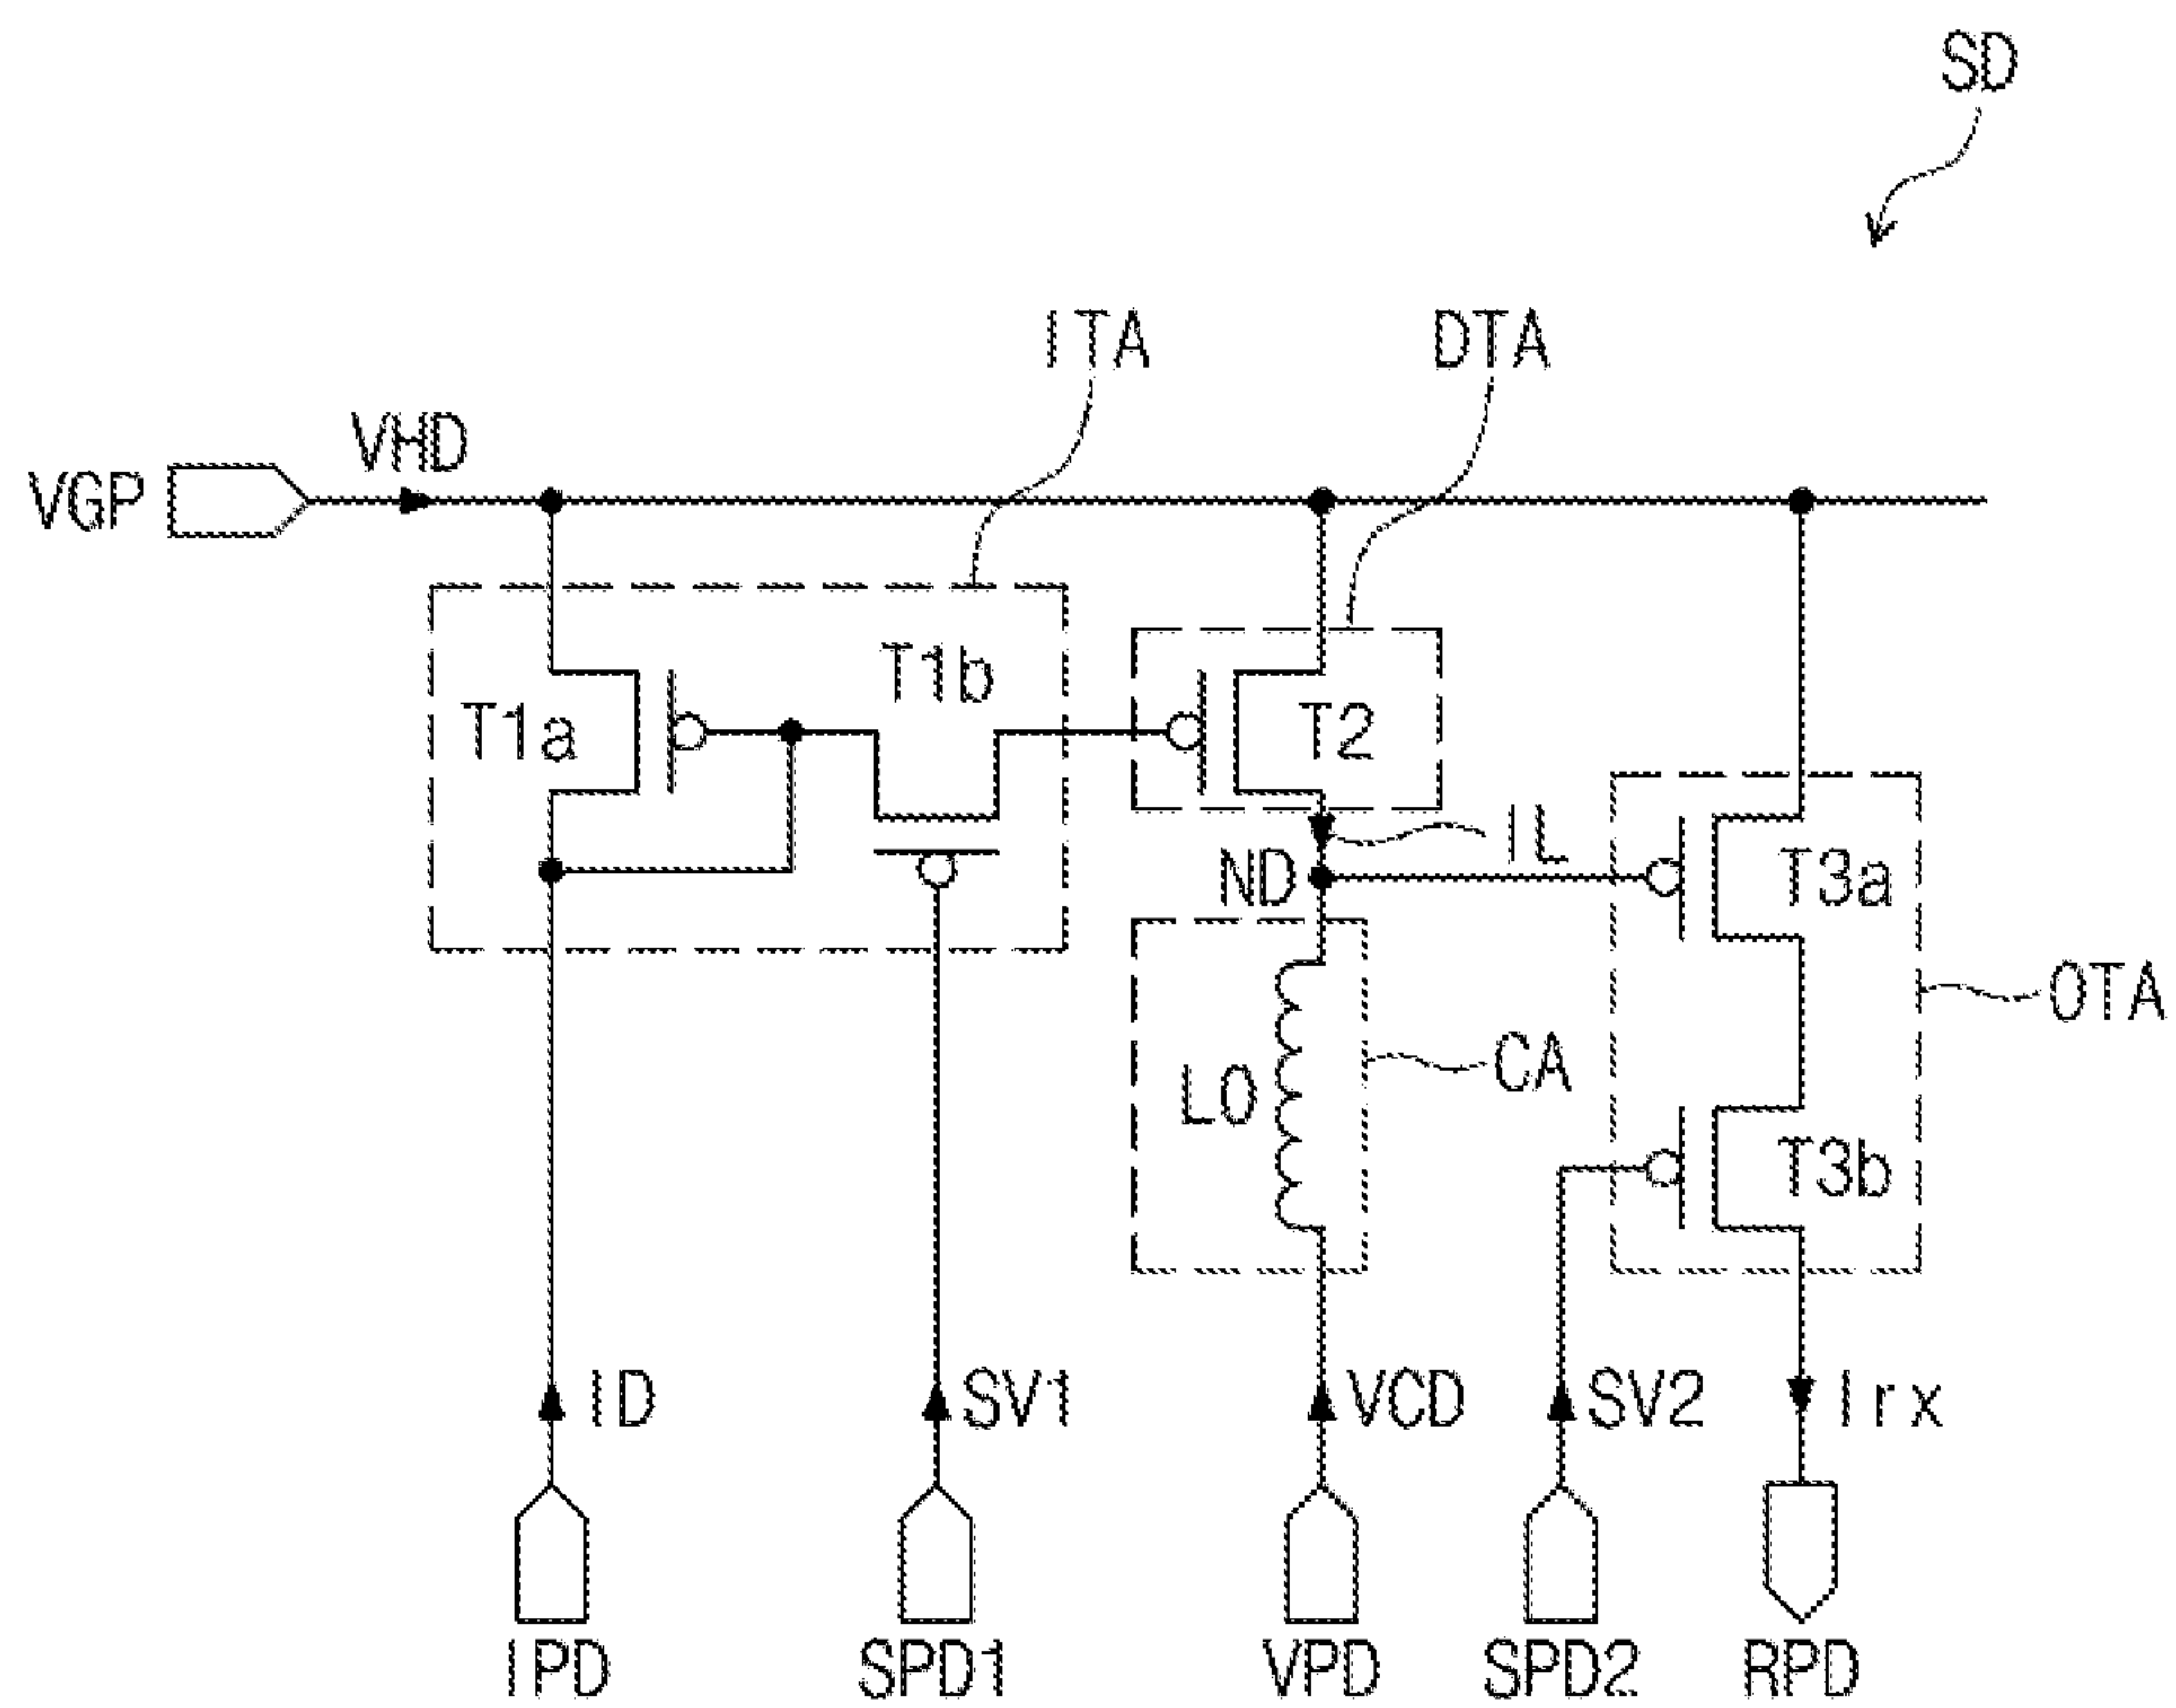 SD
ITA
DTA
VHD
VGP
T1b
T1a
T2
IL
ND
T3a
OTA
CA
L0
T3b
ID
SV1
VCD
SV2
Irx
IPD
SPD1
VPD
SPD2
RPD